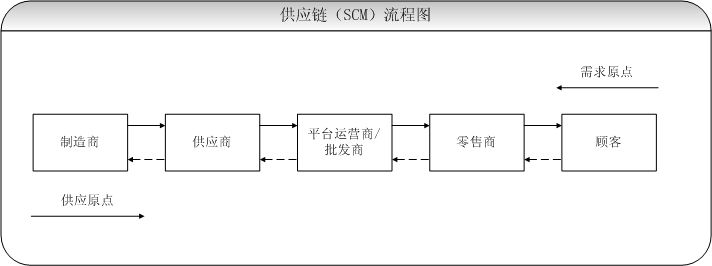 供应链（SCM）流程图
需求原点
制造商
供应商
平台运营商/
批发商
零售商
顾客
供应原点